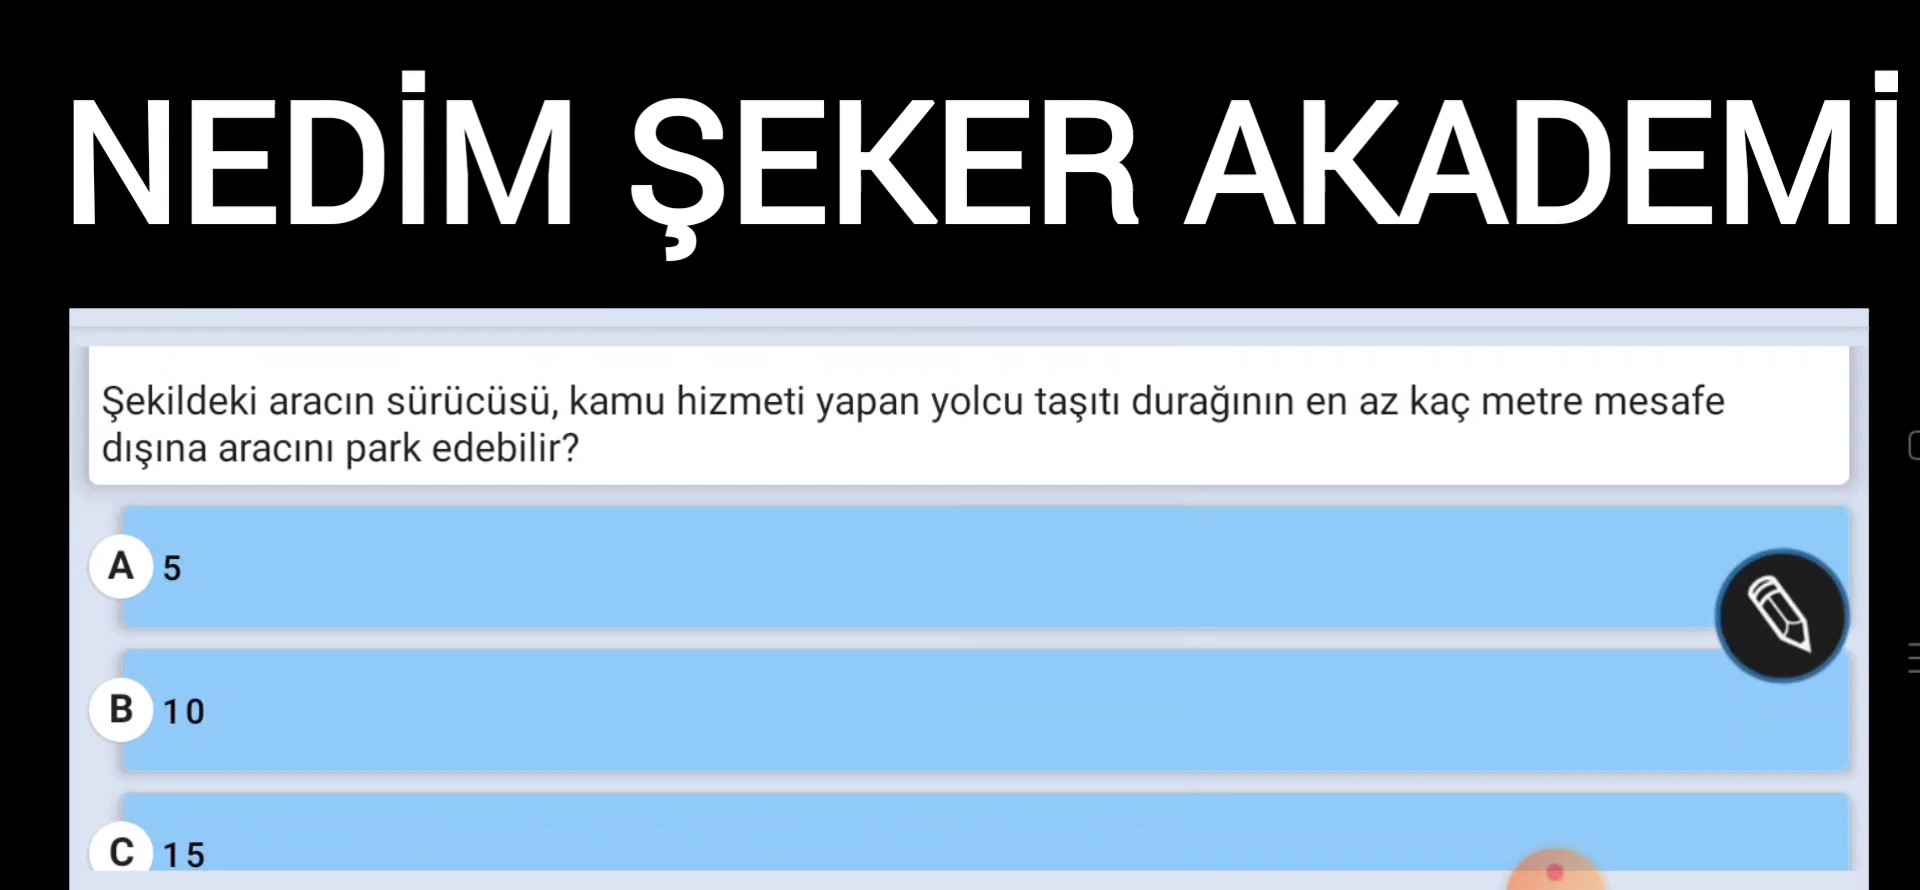 NEDİM ŞEKER AKADEMİ
Şekildeki aracın sürücüsü, kamu hizmeti yapan yolcu taşıtı durağının en az kaç metre mesafe
dışına aracını park edebilir?
A 5
B 10
C 15